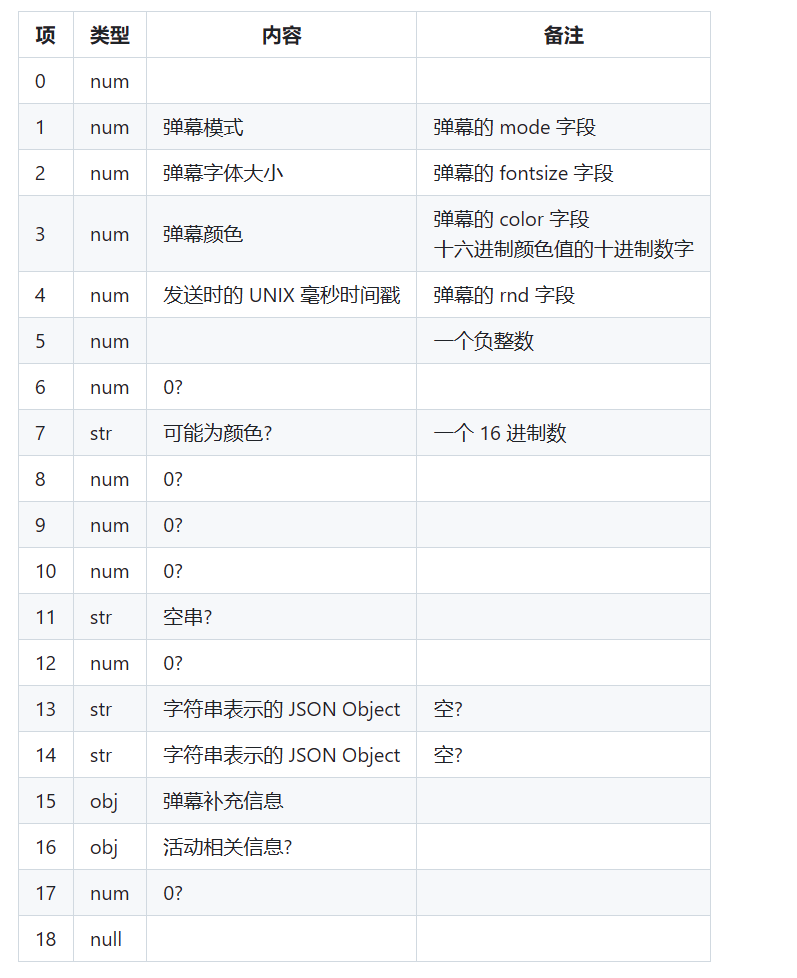 项 类型 内容 备注
0 num
1 num 弹幕模式 弹幕的 mode 字段
2 num 弹幕字体大小 弹幕的 fontsize 字段
3 num 弹幕颜色 弹幕的 color 字段
十六进制颜色值的十进制数字
4 num 发送时的 UNIX 毫秒时间戳 弹幕的 rnd 字段
5 num 一个负整数
6 num 0?
7 str 可能为颜色? 一个 16 进制数
8 num 0?
9 num 0?
10 num 0?
11 str 空串?
12 num 0?
13 str 字符串表示的 JSON Object 空?
14 str 字符串表示的 JSON Object 空?
15 obj 弹幕补充信息
16 obj 活动相关信息?
17 num 0?
18 null